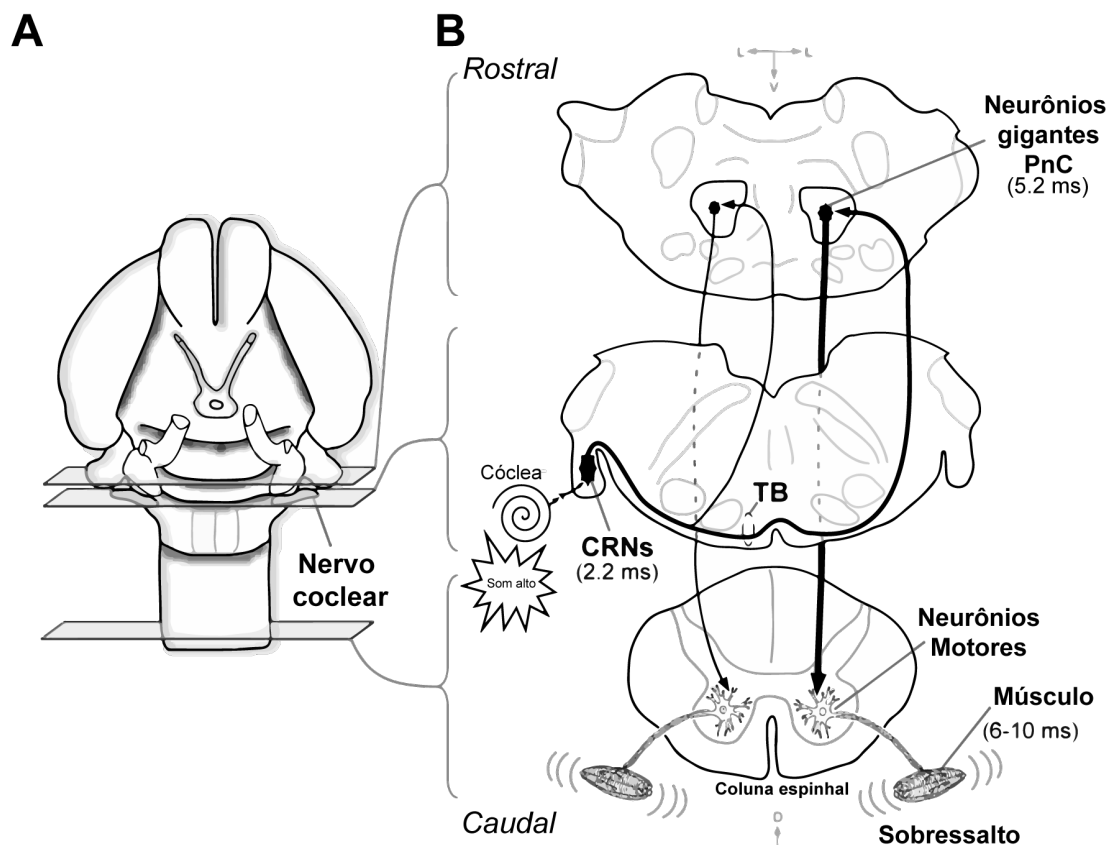 A
B
Rostral
L L
V
Neurônios
gigantes
PnC
(5.2 ms)
Cóclea
TB
CRNs
(2.2 ms)
Som alto
Nervo
coclear
Neurônios
Motores
Músculo
(6-10 ms)
Coluna espinhal
Caudal
D
Sobressalto